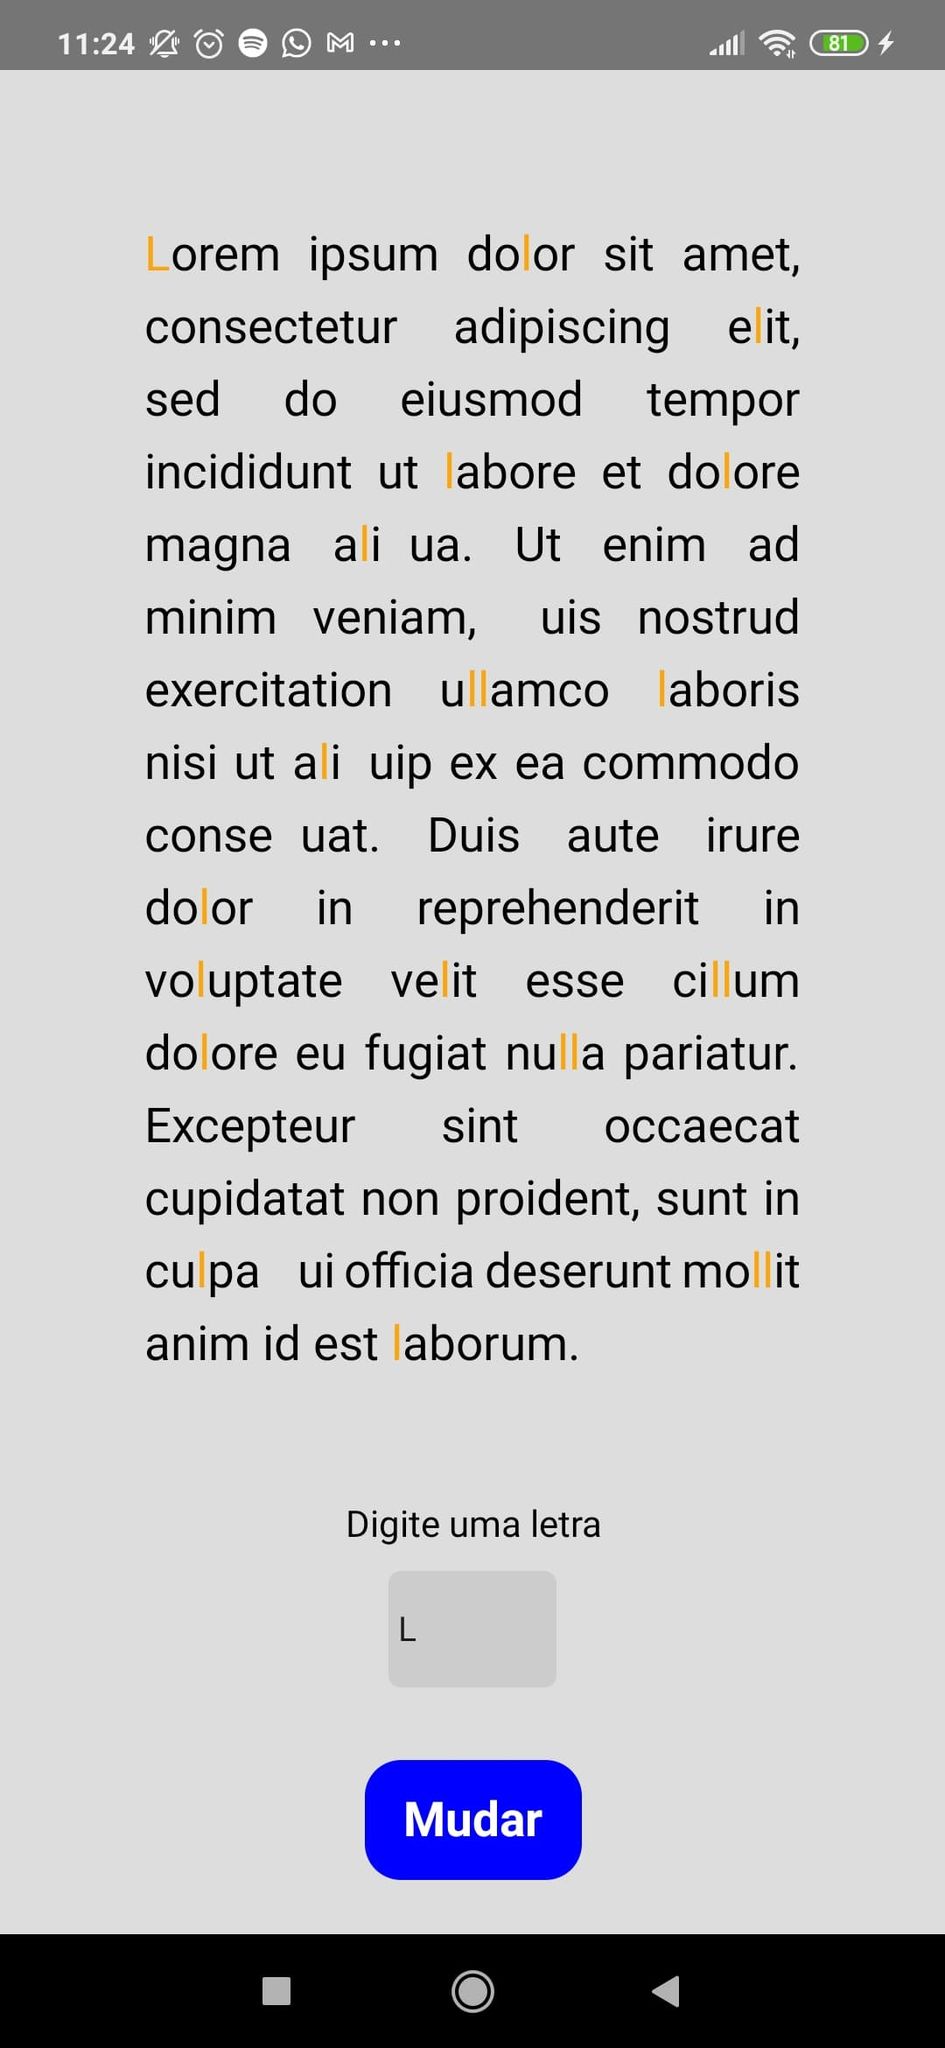 11:24
81
Lorem ipsum dolor sit amet,
consectetur adipiscing elit,
sed do eiusmod tempor
incididunt ut labore et dolore
magna ali ua. Ut enim ad
minim veniam, uis nostrud
exercitation ullamco laboris
nisi ut ali uip ex ea commodo
conse uat. Duis aute irure
dolor in reprehenderit in
voluptate velit esse cillum
dolore eu fugiat nulla pariatur.
Excepteur sint occaecat
cupidatat non proident, sunt in
culpa ui officia deserunt mollit
anim id est laborum.
Digite uma letra
L
Mudar